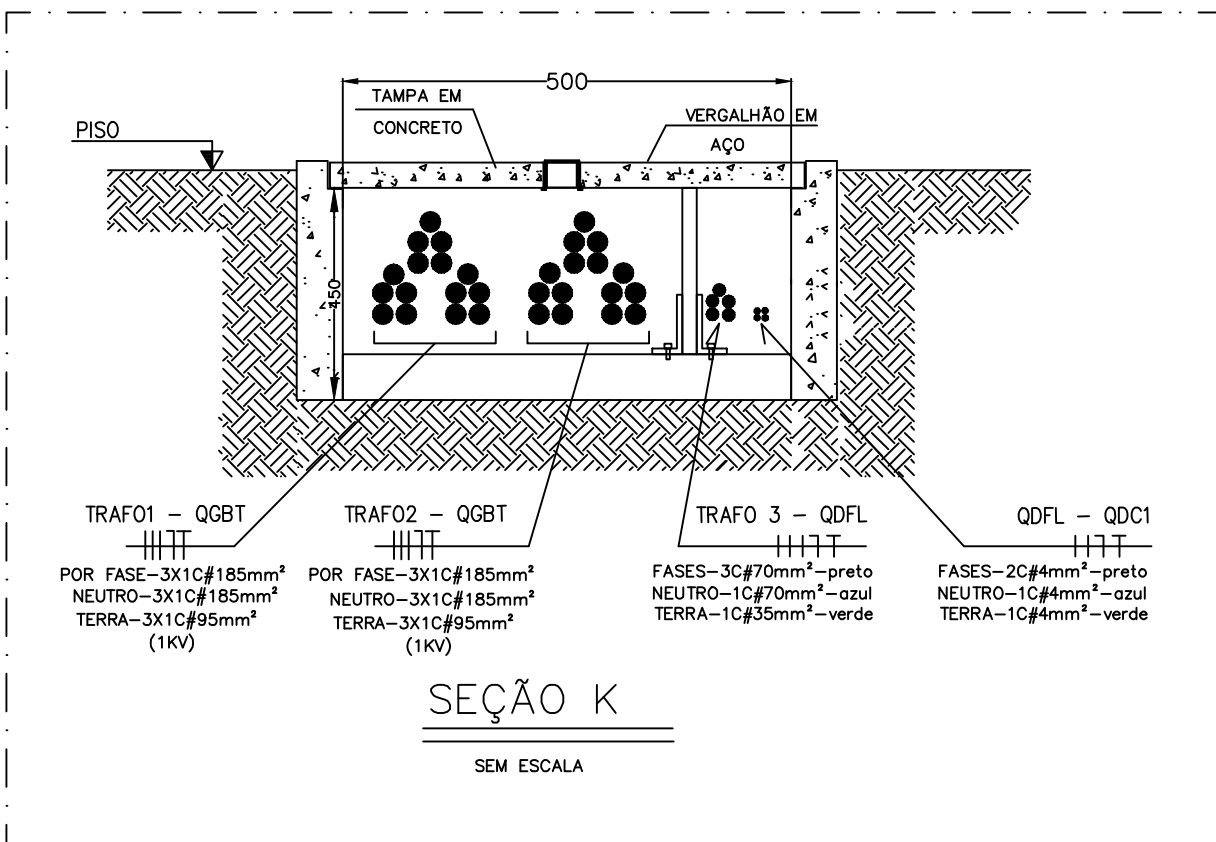 500
TAMPA EM
CONCRETO
VERGALHÃO EM
AÇO
PISO
450
TRAFO1 - QGBT
POR FASE-3X1C#185mm²
NEUTRO-3X1C#185mm²
TERRA-3X1C#95mm²
(1KV)
TRAFO2 - QGBT
POR FASE-3X1C#185mm²
NEUTRO-3X1C#185mm²
TERRA-3X1C#95mm²
(1KV)
TRAFO 3 - QDFL
FASES-3C#70mm²-preto
NEUTRO-1C#70mm²-azul
TERRA-1C#35mm²-verde
QDFL - QDC1
FASES-2C#4mm²-preto
NEUTRO-1C#4mm²-azul
TERRA-1C#4mm²-verde
SEÇÃO K
SEM ESCALA